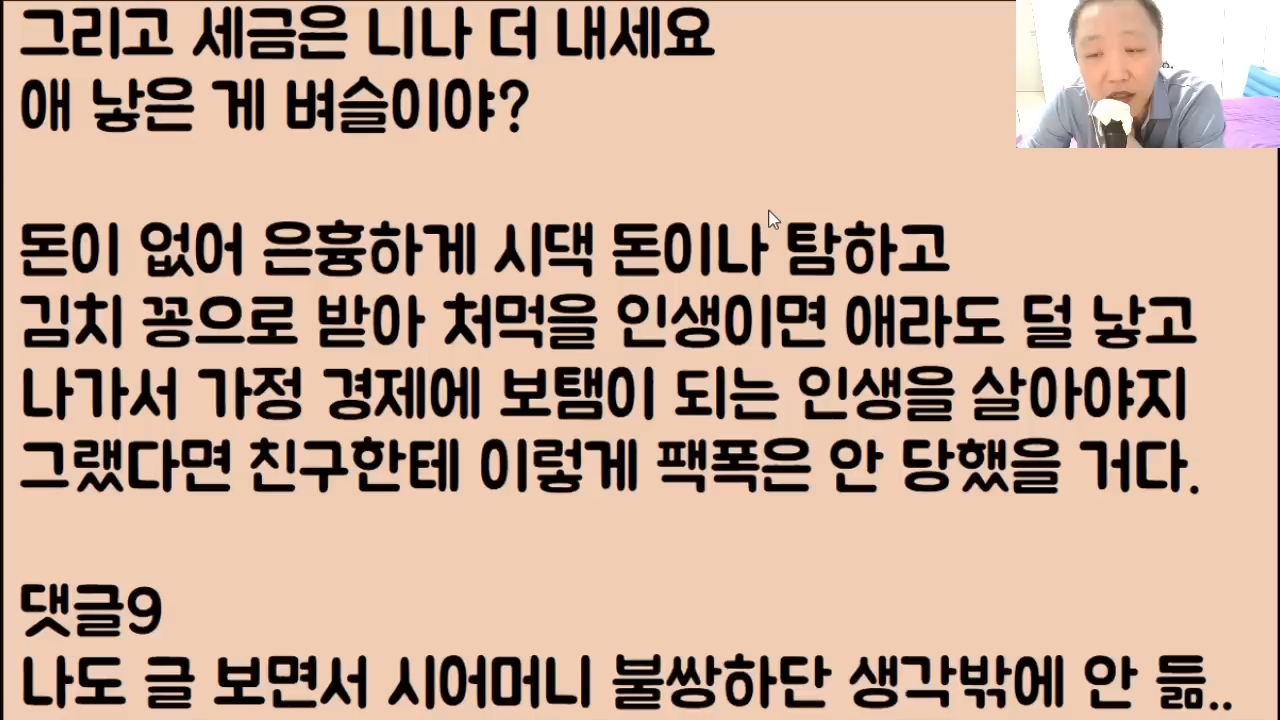 그리고 세금은 니나 더 내세요
애 낳은 게 벼슬이야?
돈이 없어 은흉하게 시댁 돈이나 탐하고
김치 꽁으로 받아 처먹을 인생이면 애라도 덜 낳고
나가서 가정 경제에 보탬이 되는 인생을 살아야지
그랬다면 친구한테 이렇게 팩폭은 안 당했을 거다.
댓글9
나도 글 보면서 시어머니 불쌍하단 생각밖에 안 듦..